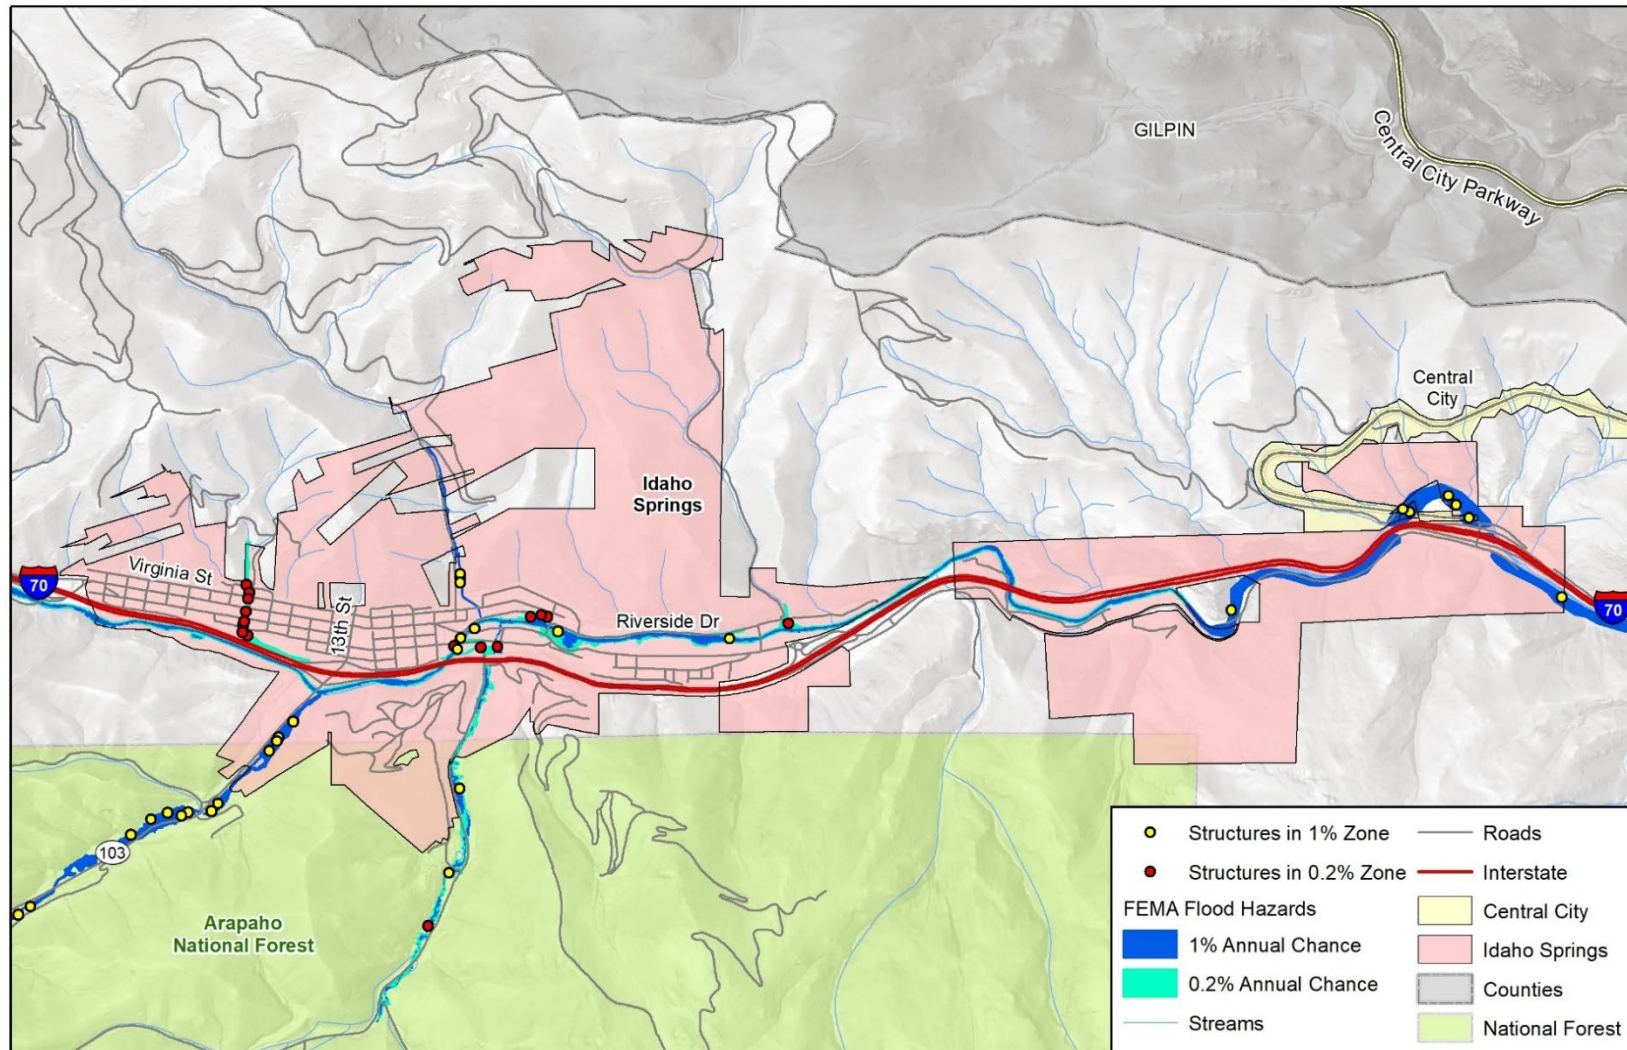 GILPIN
Central City Parkway
Central
City
Idaho
Springs
Virginia St
70
13th St
Riverside Dr
70
103
Arapaho
National Forest
Structures in 1% Zone
Structures in 0.2% Zone
FEMA Flood Hazards
1% Annual Chance
0.2% Annual Chance
Streams
Roads
Interstate
Central City
Idaho Springs
Counties
National Forest